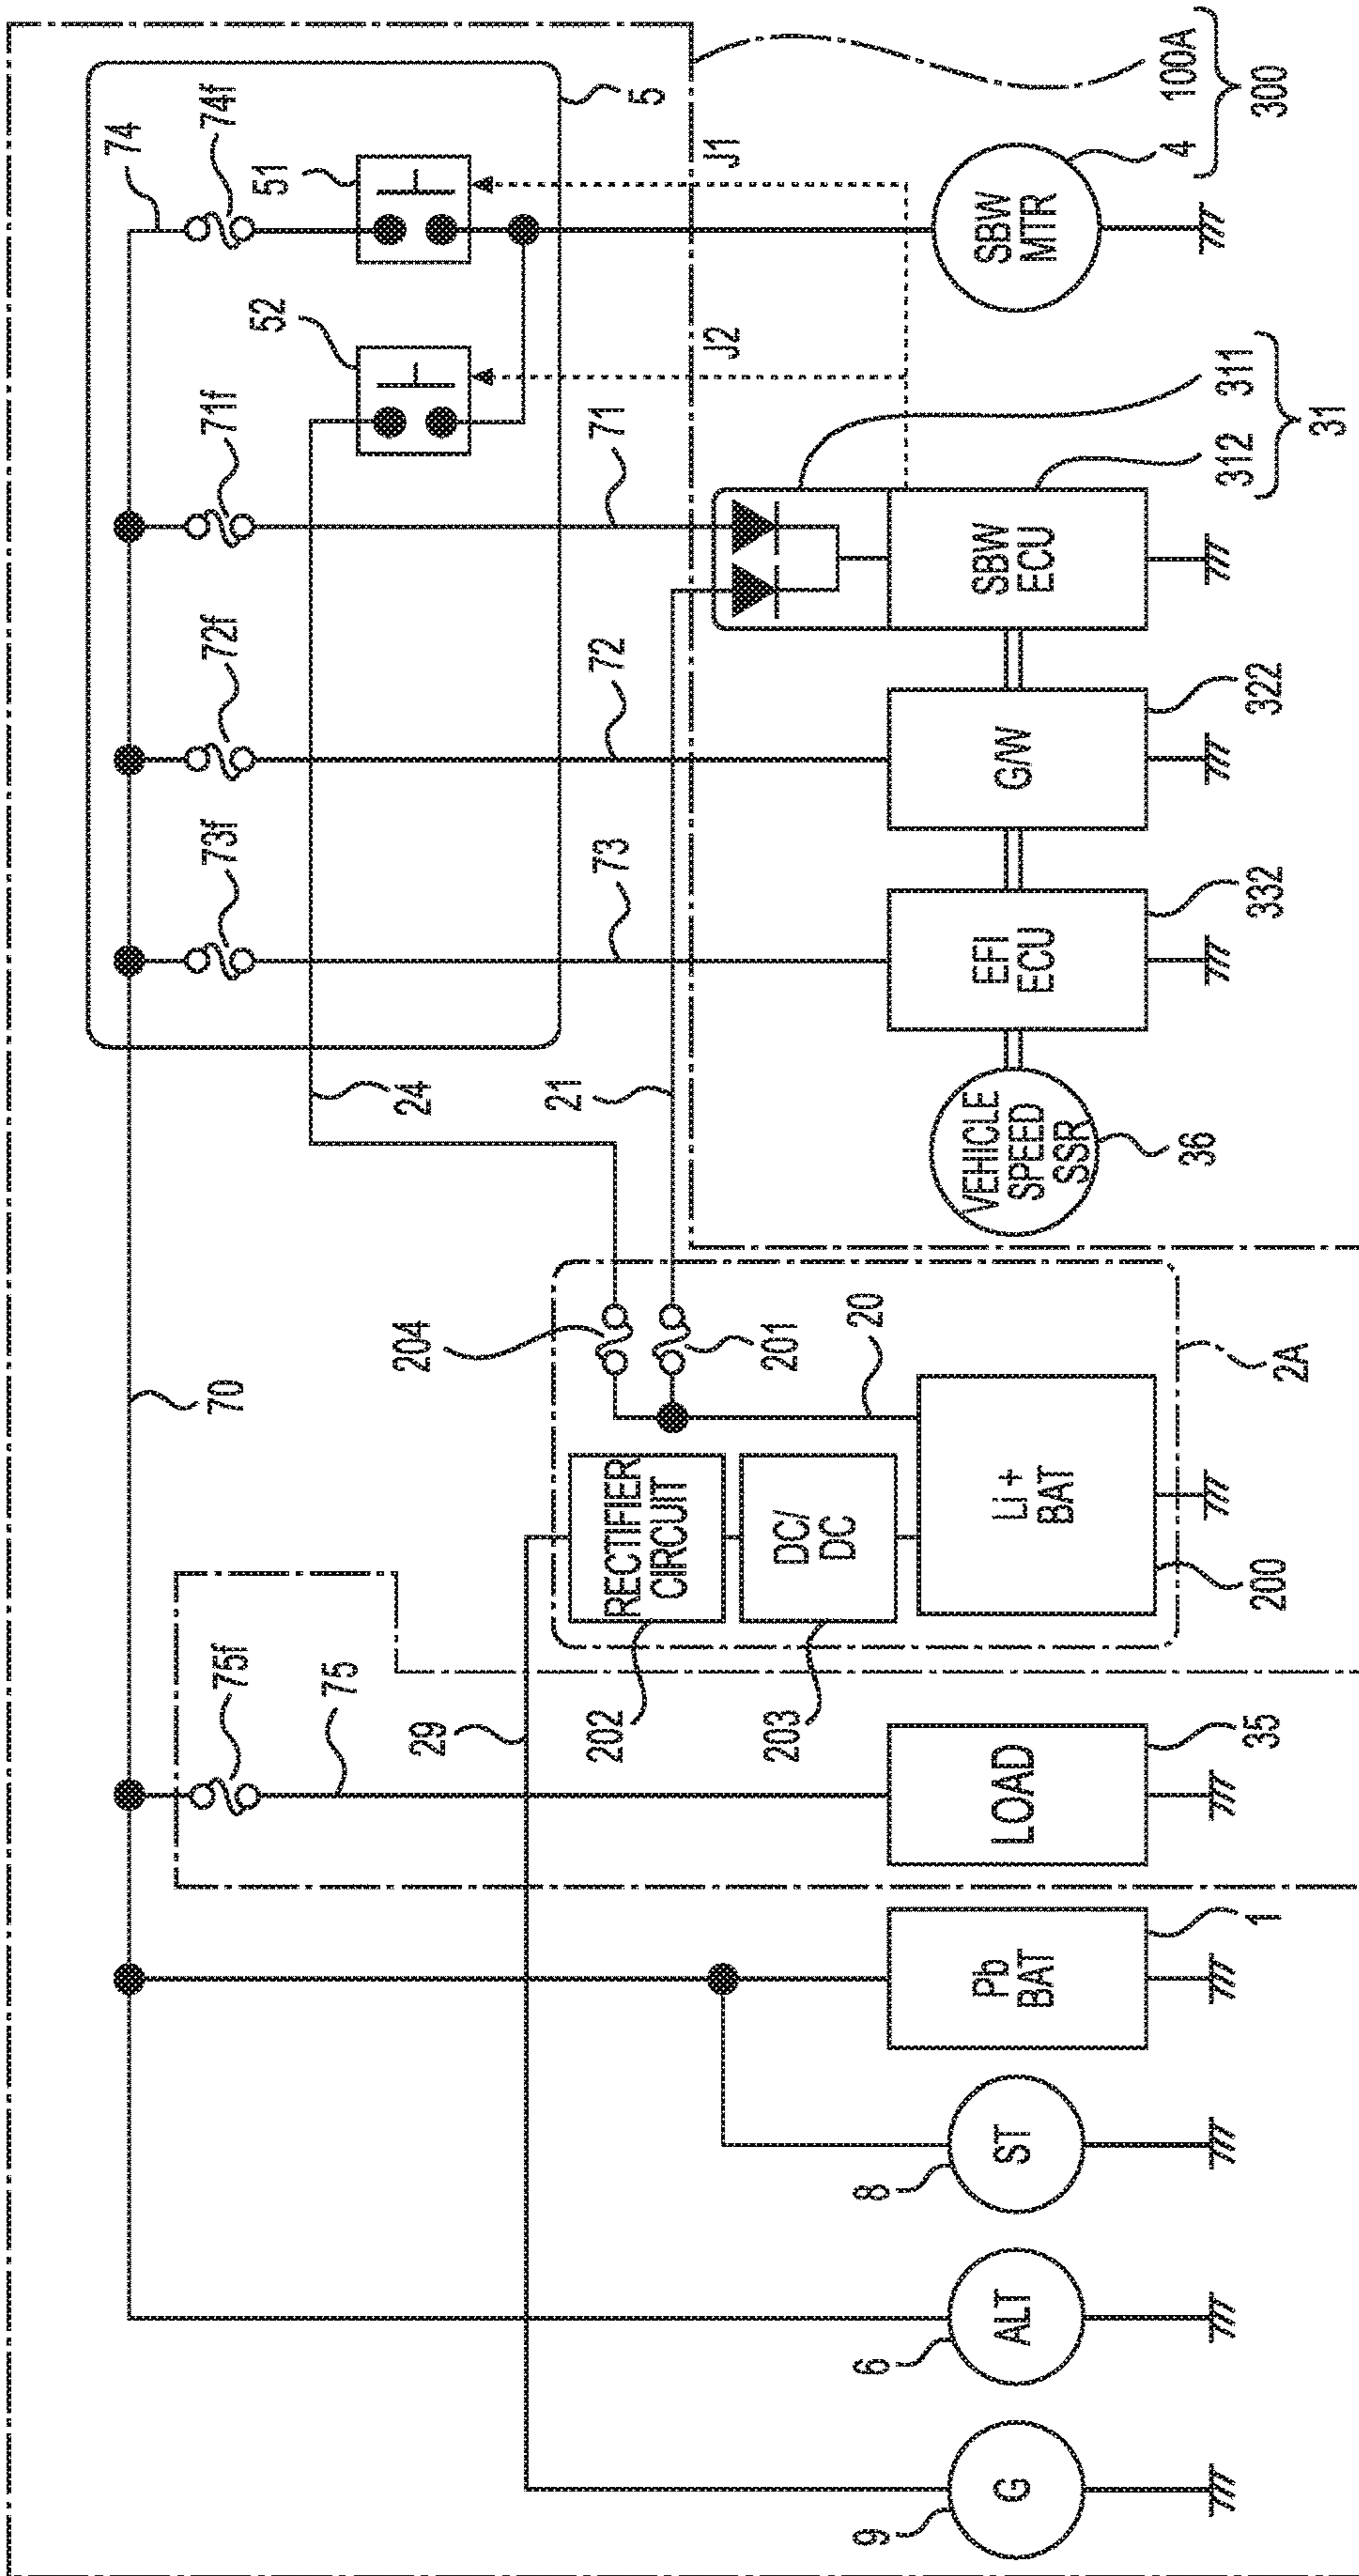 74
74f
51
5
52
71f
J1
J2
100A
4
300
SBW
MTR
71
72f
72
73f
73
311
312
31
SBW
ECU
322
G/W
332
EFI
ECU
24
21
VEHICLE
SPEED
SSR
36
70
204
201
20
2A
RECTIFIER
CIRCUIT
DC/
DC
Li+
BAT
200
202
203
29
75f
75
LOAD
35
Pb
BAT
1
ST
8
ALT
6
G
9